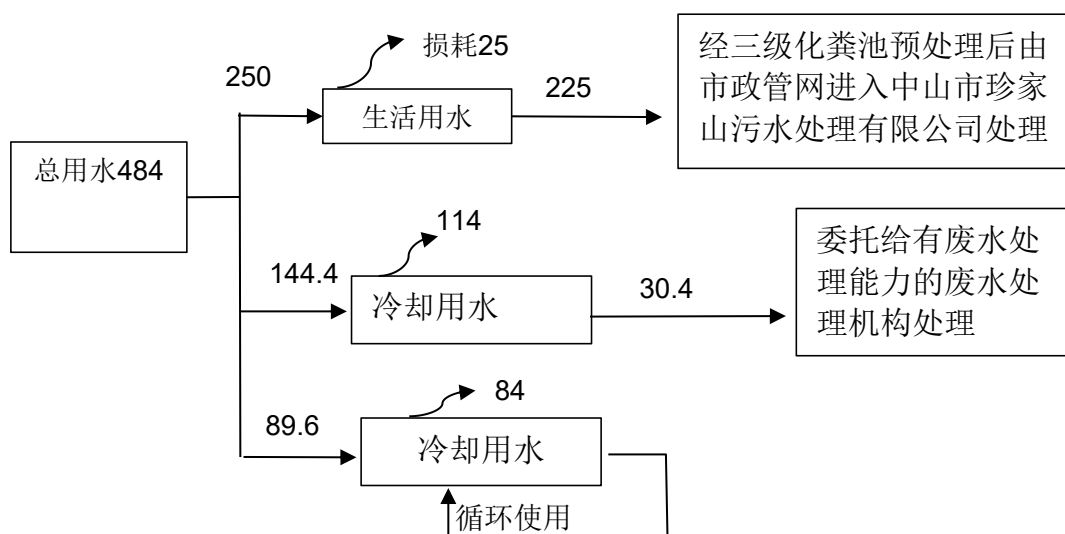 损耗25
250
生活用水
225
经三级化粪池预处理后由
市政管网进入中山市珍家
山污水处理有限公司处理
总用水484
114
144.4
冷却用水
30.4
委托给有废水处
理能力的废水处
理机构处理
84
89.6
冷却用水
循环使用